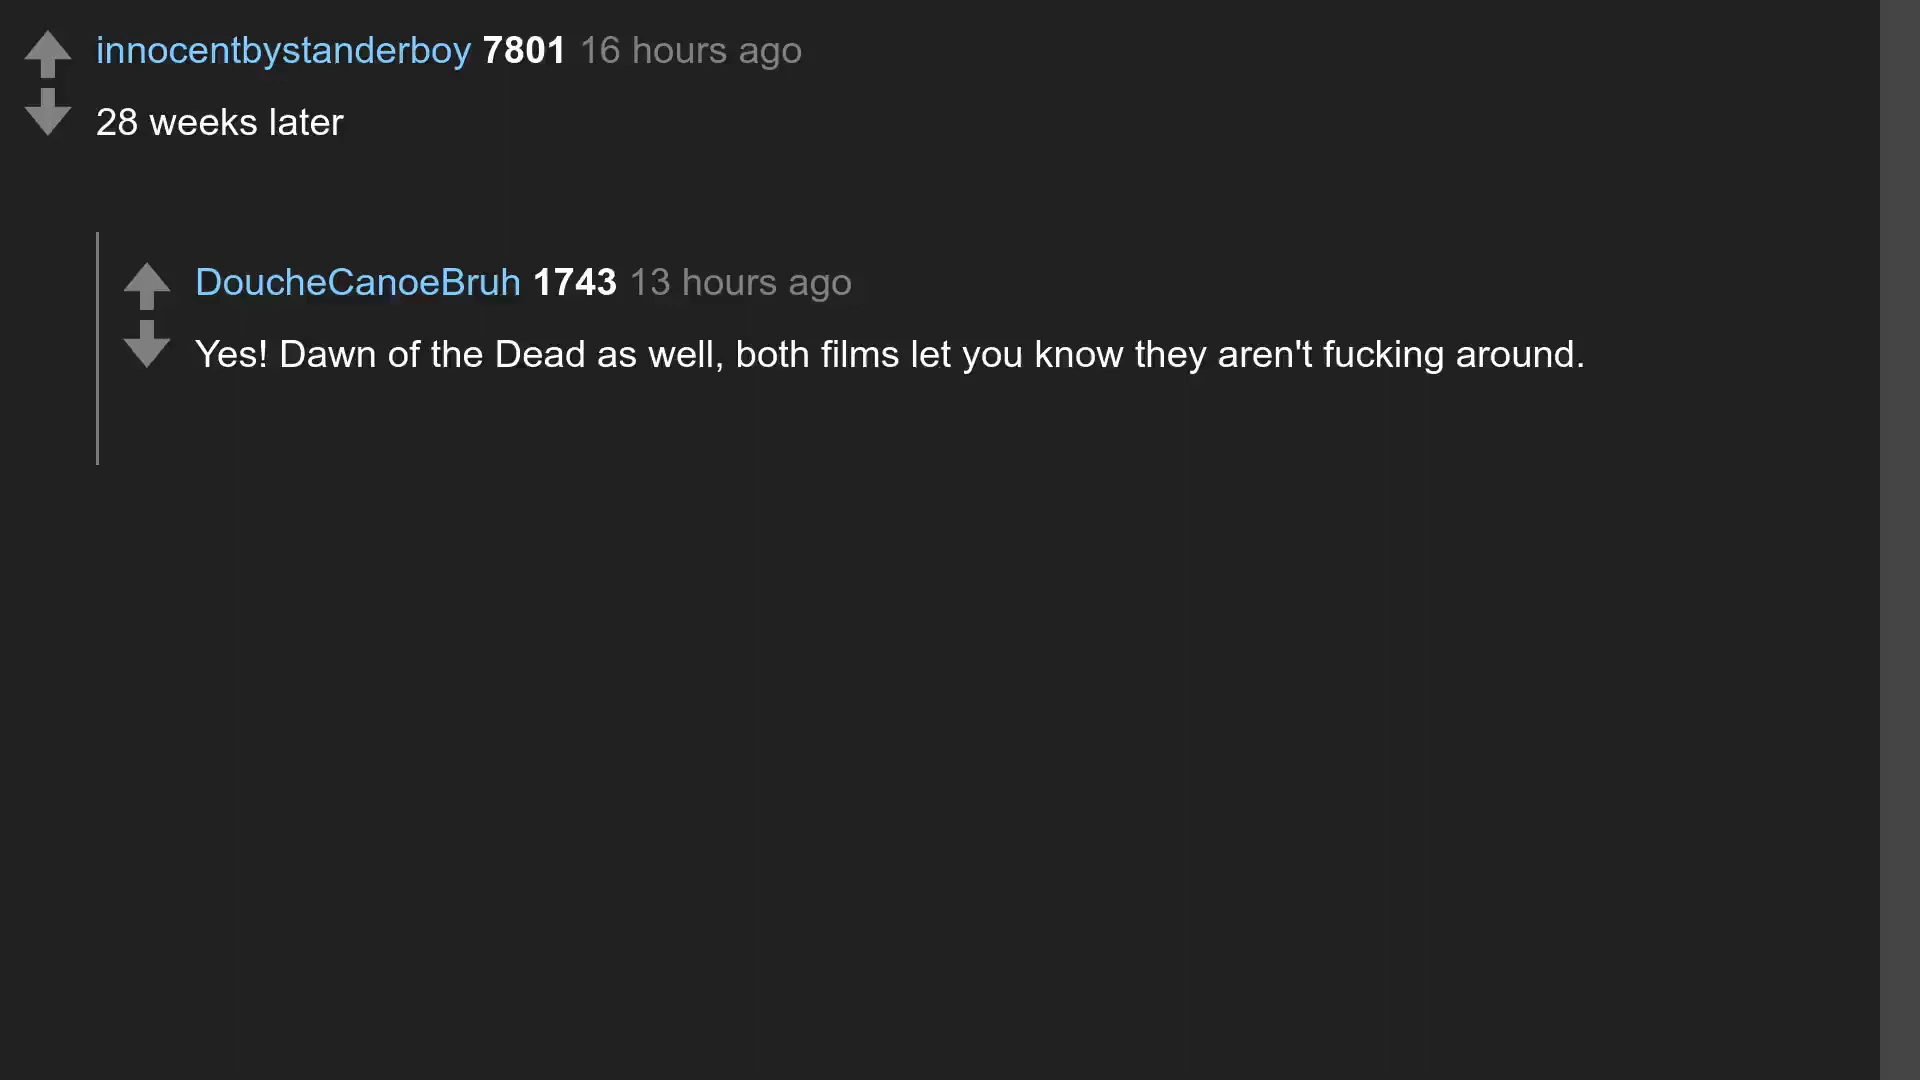 innocentbystanderboy 7801 16 hours ago
28 weeks later
DoucheCanoeBruh 1743 13 hours ago
Yes! Dawn of the Dead as well, both films let you know they aren't fucking around.